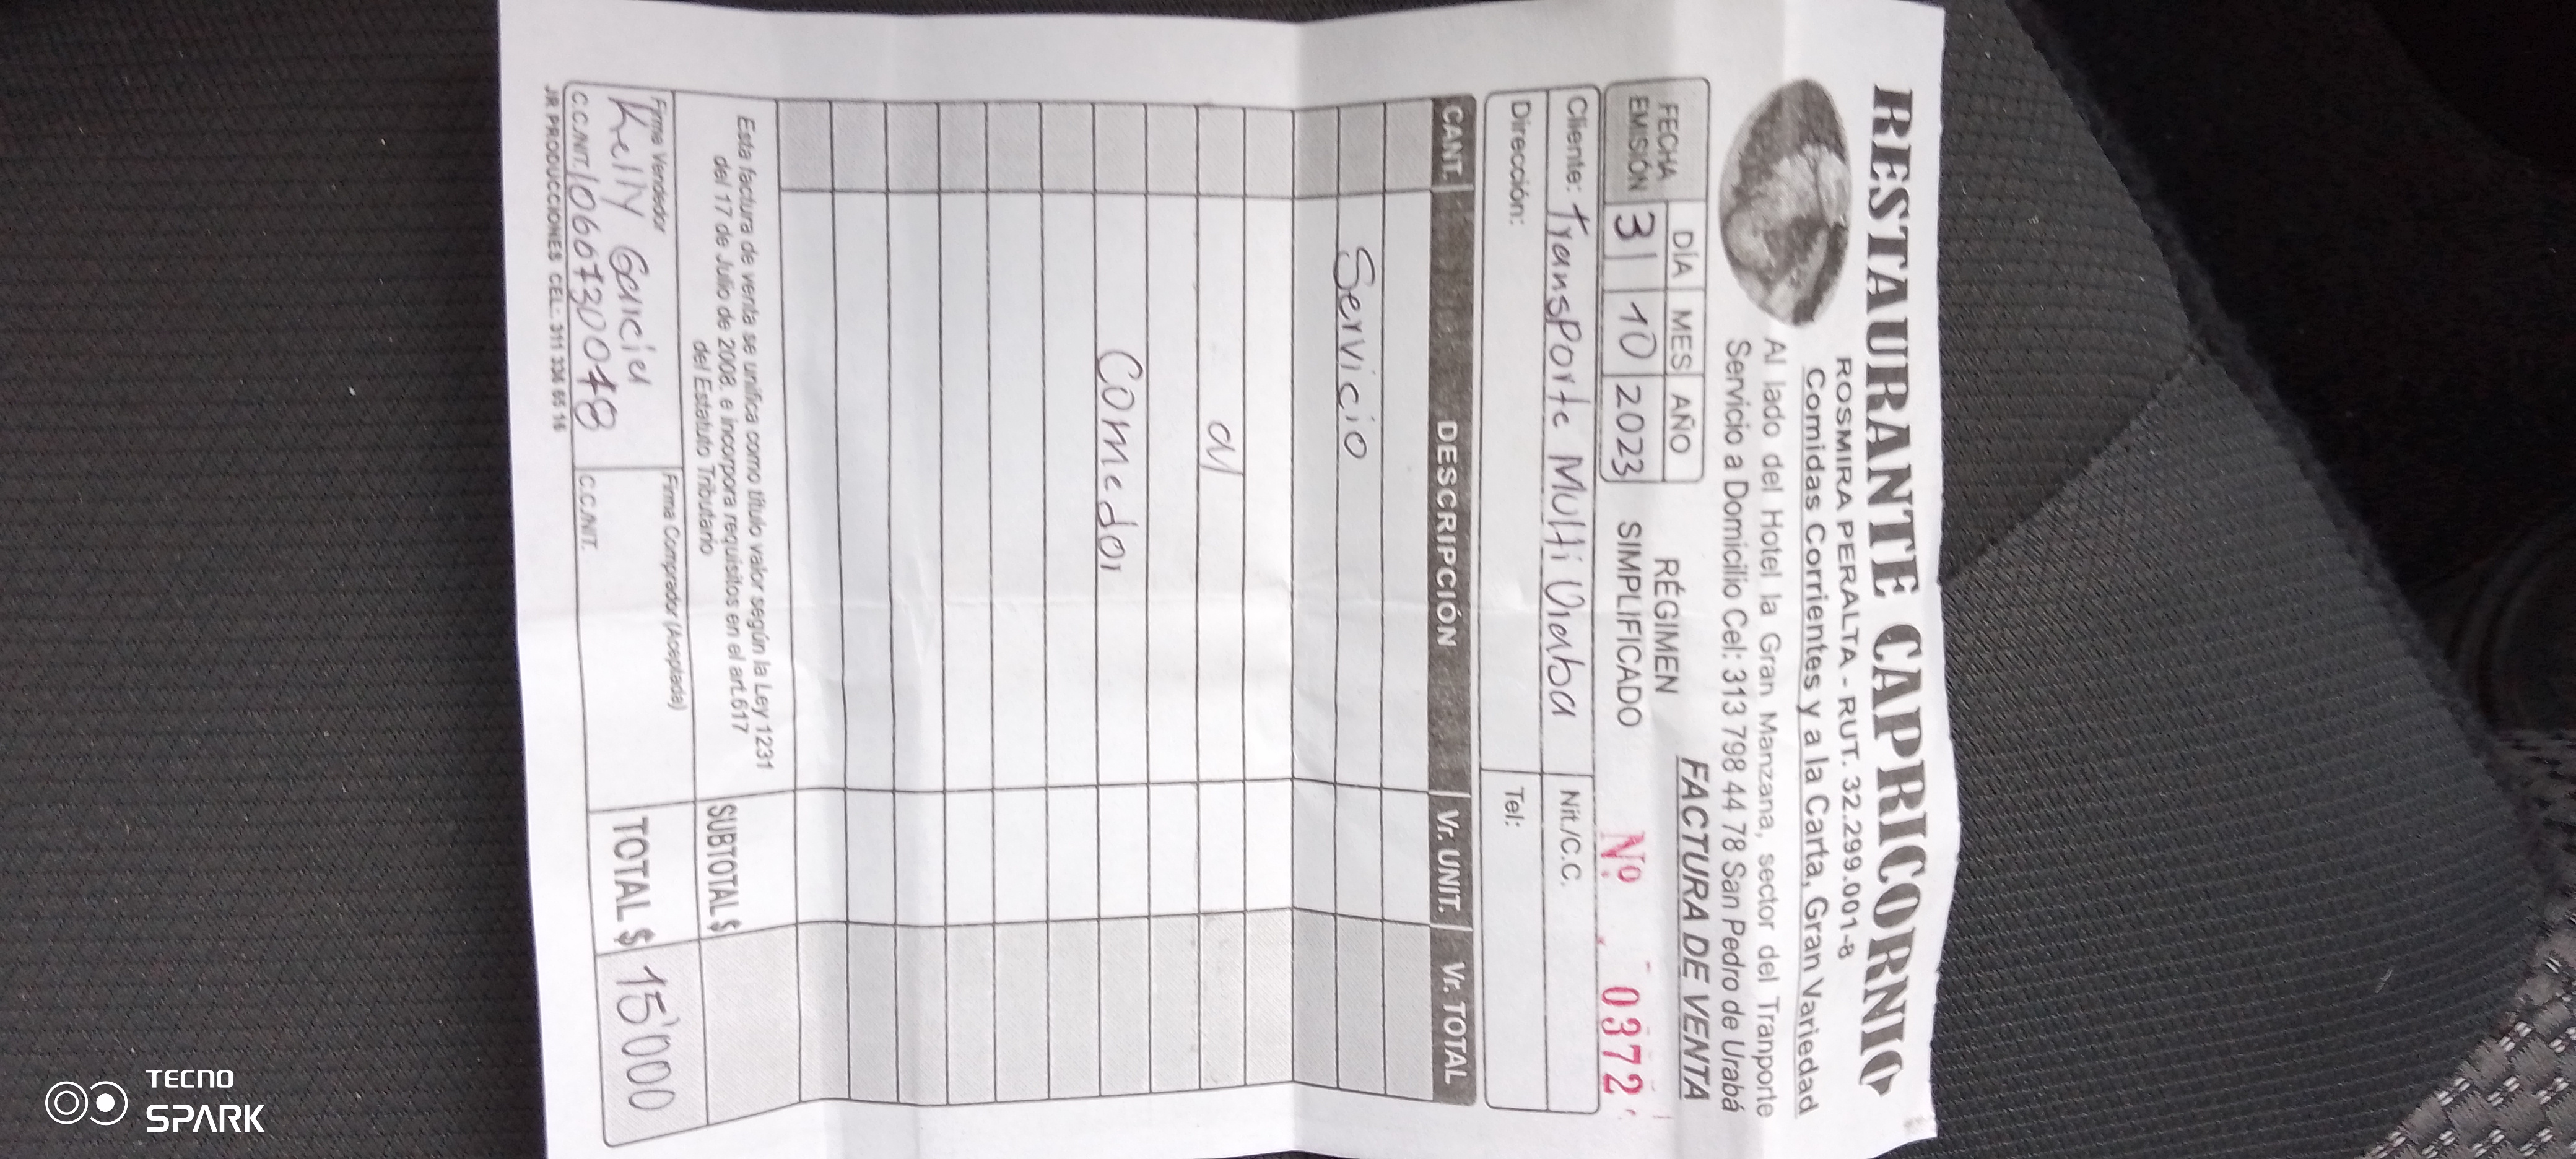 RESTAURANTE CAPRICORNIO
ROSMIRA PERALTA - RUT. 32.299.001-8
Comidas Corrientes y a la Carta, Gran Variedad
Al lado del Hotel la Gran Manzana, sector del Tranporte
Servicio a Domicilio Cel: 313 798 44 78 San Pedro de Urabá
FACTURA DE VENTA
FECHA EMISIÓN DÍA MES AÑO
31 10 2023
RÉGIMEN
SIMPLIFICADO
Nº 0372
Cliente: Transporte Multi Uraba Nit./C.C.
Dirección: Tel:
CANT. DESCRIPCIÓN Vr. UNIT. Vr. TOTAL
Servicio
al
Comedor
Esta factura de venta se unifica como título valor según la Ley 1231
del 17 de Julio de 2008. e incorpora requisitos en el art.617
del Estatuto Tributario
SUBTOTAL $
Firma Vendedor Firma Comprador (Aceptada)
Kelly Garcia
TOTAL $ 15'000
C.C./NIT. 1066730048 C.C./NIT.
JR PRODUCCIONES CEL.: 311 336 65 16
TECNO
SPARK